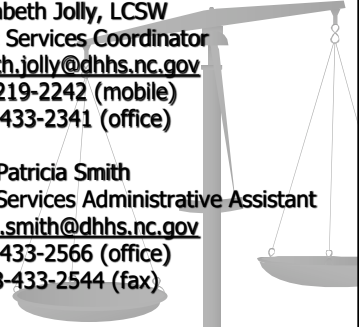 abeth Jolly, LCSW
Services Coordinator
th.jolly@dhhs.nc.gov
219-2242 (mobile)
433-2341 (office)
Patricia Smith
Services Administrative Assistant
.smith@dhhs.nc.gov
433-2566 (office)
8-433-2544 (fax)